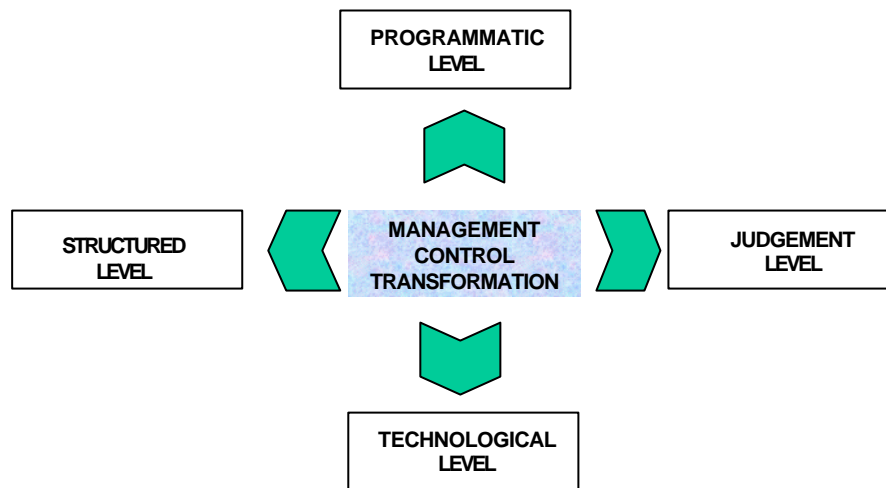 PROGRAMMATIC
LEVEL
STRUCTURED
LEVEL
MANAGEMENT
CONTROL
TRANSFORMATION
JUDGEMENT
LEVEL
TECHNOLOGICAL
LEVEL